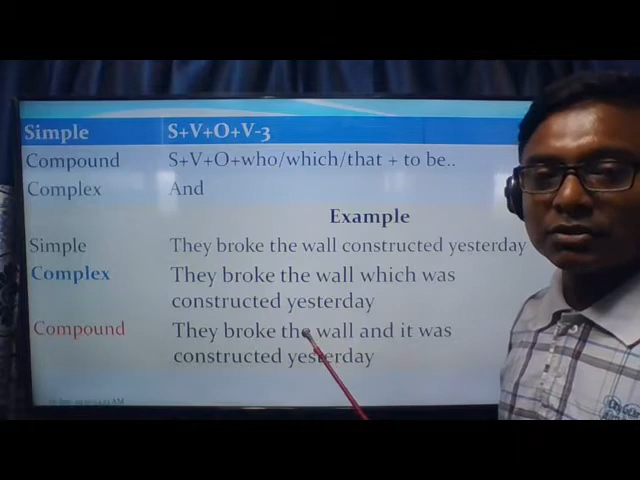 Simple S+V+O+V-3
Compound S+V+O+who/which/that + to be..
Complex And
Example
Simple They broke the wall constructed yesterday
Complex They broke the wall which was
constructed yesterday
Compound They broke the wall and it was
constructed yesterday